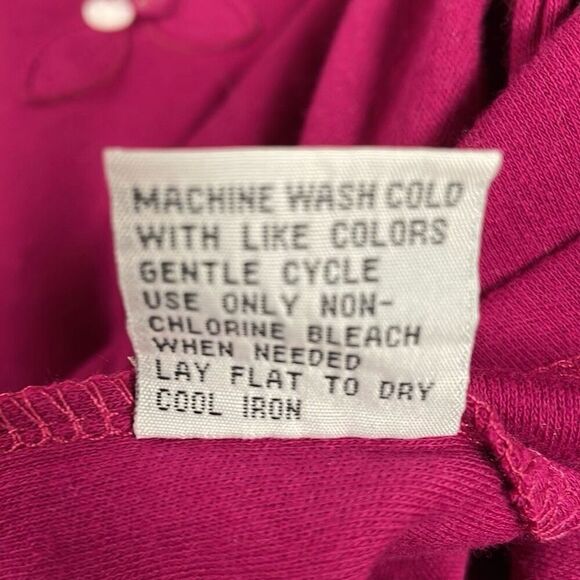 MACHINE WASH COLD
WITH LIKE COLORS
GENTLE CYCLE
USE ONLY NON-
CHLORINE BLEACH
WHEN NEEDED
LAY FLAT TO DRY
COOL IRON